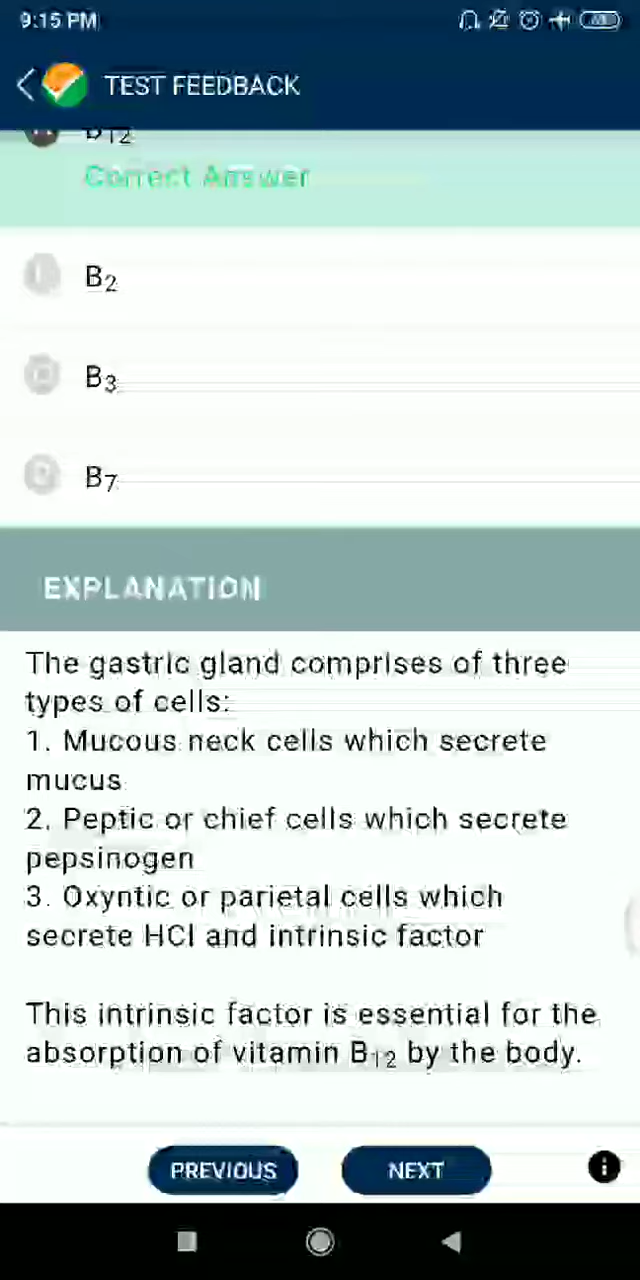 9:15 PM
TEST FEEDBACK
B12
Correct Answer
B2
B3
B7
EXPLANATION
The gastric gland comprises of three
types of cells:
1. Mucous neck cells which secrete
mucus
2. Peptic or chief cells which secrete
pepsinogen
3. Oxyntic or parietal cells which
secrete HCl and intrinsic factor
This intrinsic factor is essential for the
absorption of vitamin B12 by the body.
PREVIOUS NEXT